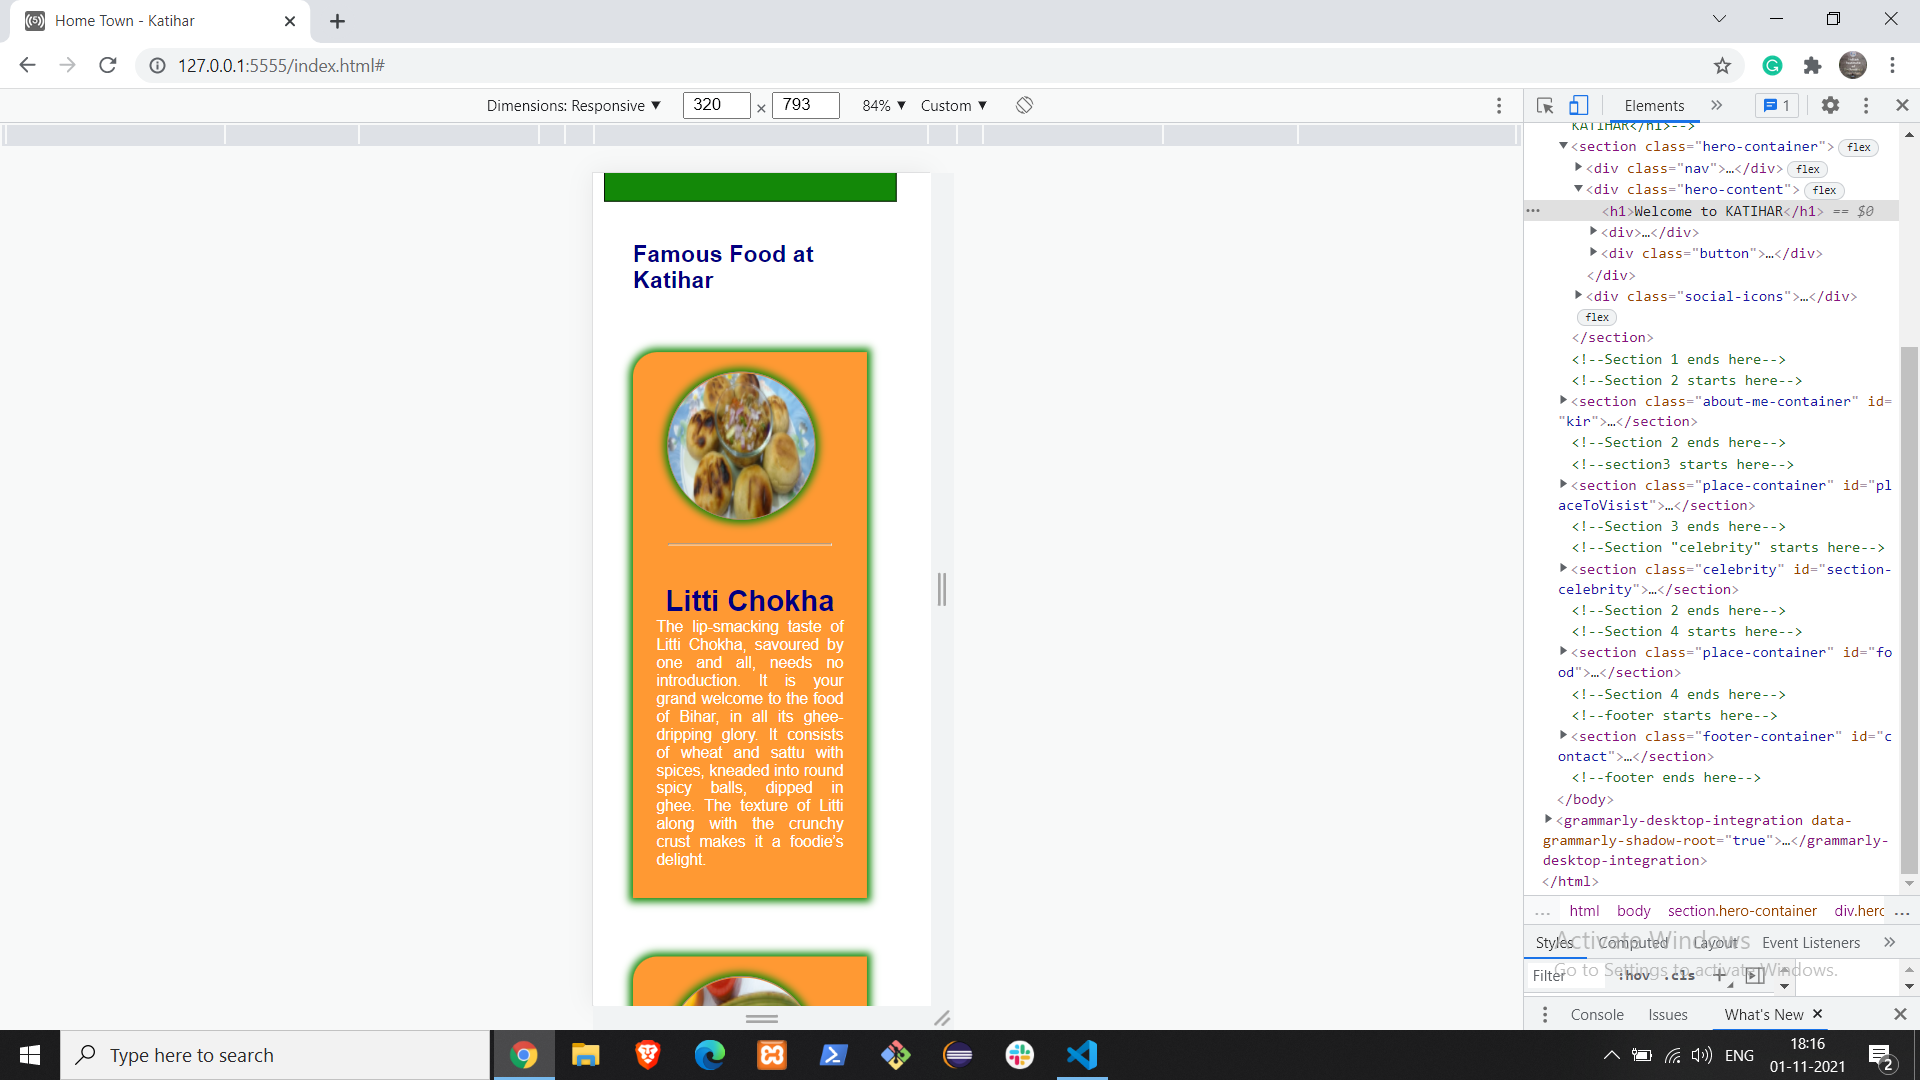 Home Town - Katihar
127.0.0.1:5555/index.html#
Dimensions: Responsive ▼ 320 × 793 84% ▼ Custom ▼
Elements » 1
KATIHAR</h1>-->
▼<section class="hero-container"> flex
▶<div class="nav">…</div> flex
▼<div class="hero-content"> flex
<h1>Welcome to KATIHAR</h1> == $0
▶<div>…</div>
▶<div class="button">…</div>
</div>
▶<div class="social-icons">…</div>
flex
</section>
<!--Section 1 ends here-->
<!--Section 2 starts here-->
▶<section class="about-me-container" id=
"kir">…</section>
<!--Section 2 ends here-->
<!--section3 starts here-->
▶<section class="place-container" id="pl
aceToVisist">…</section>
<!--Section 3 ends here-->
<!--Section "celebrity" starts here-->
▶<section class="celebrity" id="section-
celebrity">…</section>
<!--Section 2 ends here-->
<!--Section 4 starts here-->
▶<section class="place-container" id="fo
od">…</section>
<!--Section 4 ends here-->
<!--footer starts here-->
▶<section class="footer-container" id="c
ontact">…</section>
<!--footer ends here-->
</body>
▶<grammarly-desktop-integration data-
grammarly-shadow-root="true">…</grammarly-
desktop-integration>
</html>
… html body section.hero-container div.hero …
Styles Computed Layout Event Listeners »
Filter :hov .cls
Activate Windows
Go to Settings to activate Windows.
Console Issues What's New
Famous Food at
Katihar
Litti Chokha
The lip-smacking taste of
Litti Chokha, savoured by
one and all, needs no
introduction. It is your
grand welcome to the food
of Bihar, in all its ghee-
dripping glory. It consists
of wheat and sattu with
spices, kneaded into round
spicy balls, dipped in
ghee. The texture of Litti
along with the crunchy
crust makes it a foodie's
delight.
Type here to search
ENG
18:16
01-11-2021
2